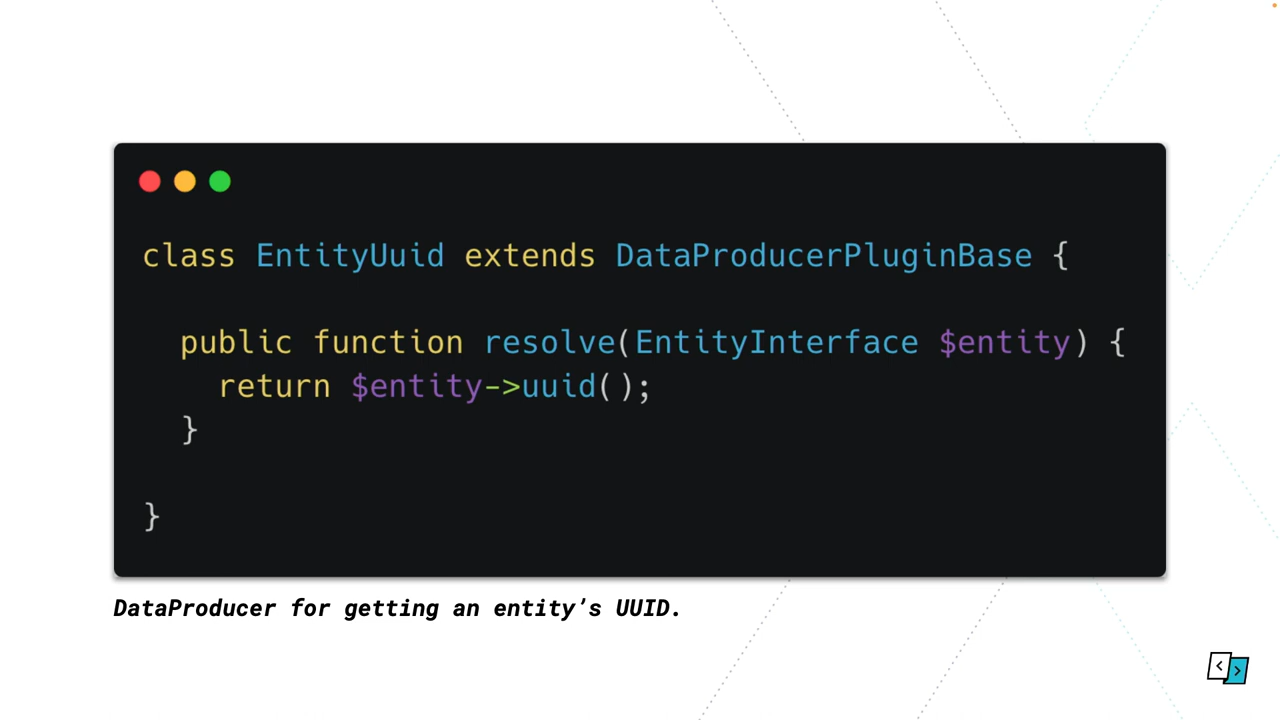 class EntityUuid extends DataProducerPluginBase {
public function resolve(EntityInterface $entity) {
return $entity->uuid();
}
}
DataProducer for getting an entity’s UUID.
< >